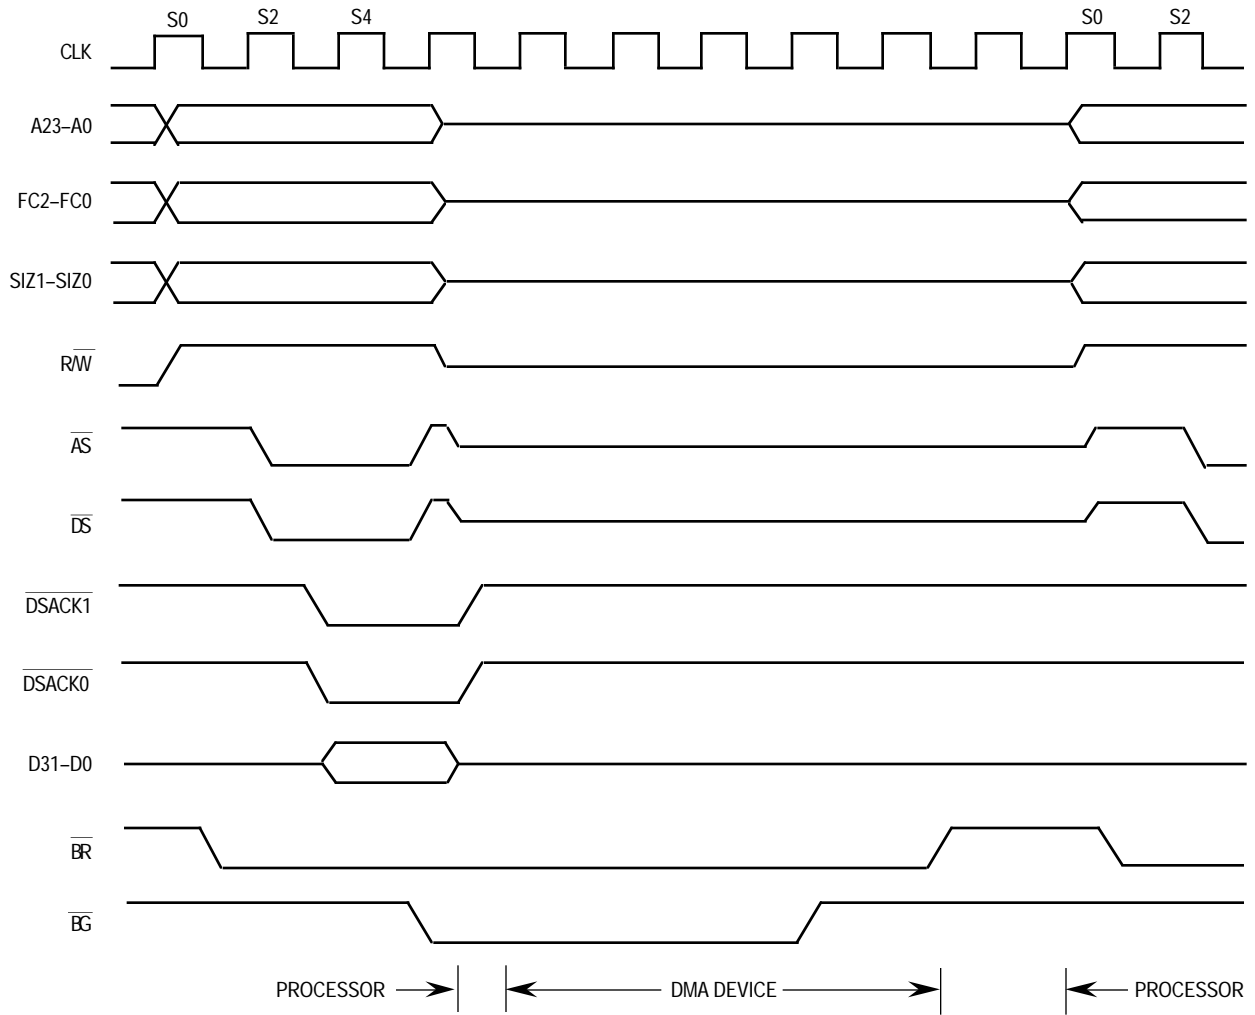 S0 S2 S4 S0 S2
CLK
A23–A0
FC2–FC0
SIZ1–SIZ0
R/W
AS
DS
DSACK1
DSACK0
D31–D0
BR
BG
PROCESSOR DMA DEVICE PROCESSOR